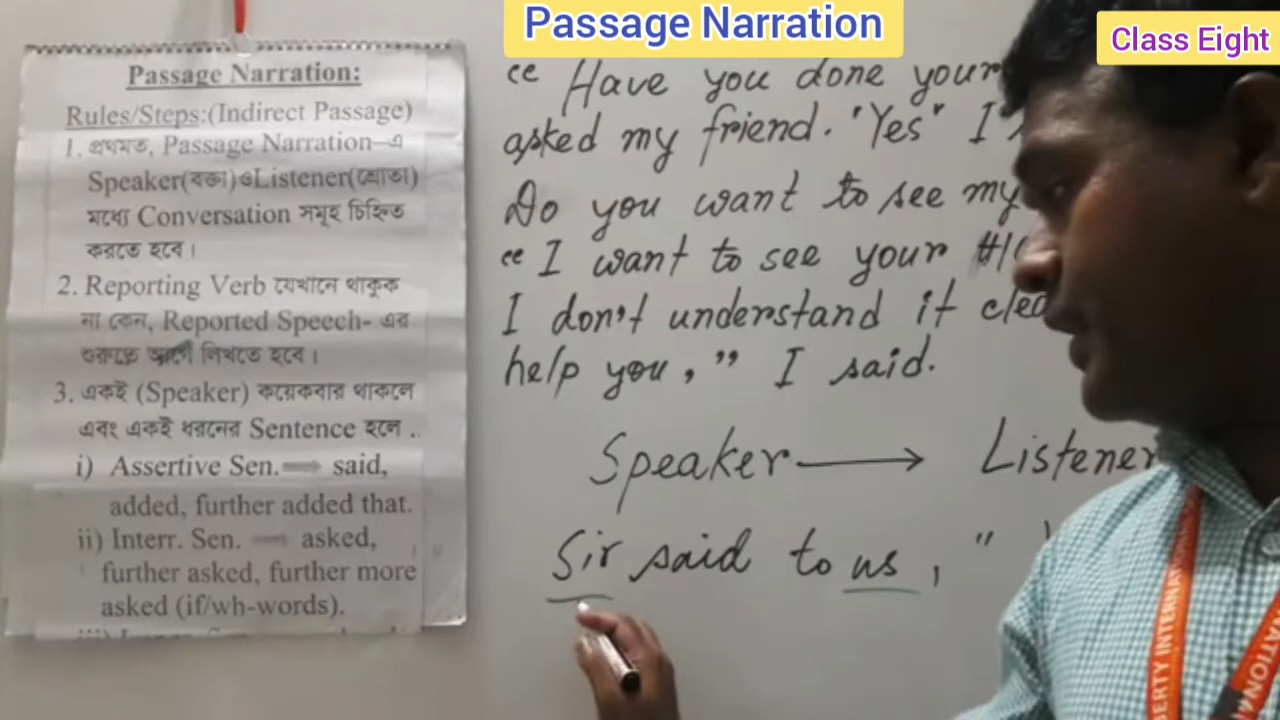 Passage Narration
Class Eight
Passage Narration:
Rules/Steps:(Indirect Passage)
1. প্রথমত, Passage Narration–এ
Speaker(বক্তা)ওListener(শ্রোতা)
মধ্যে Conversation সমূহ চিহ্নিত
করতে হবে।
2. Reporting Verb যেখানে থাকুক
না কেন, Reported Speech- এর
শুরুতে আগে লিখতে হবে।
3. একই (Speaker) কয়েকবার থাকলে
এবং একই ধরনের Sentence হলে ..
i) Assertive Sen. ⇒ said,
added, further added that.
ii) Interr. Sen. ⇒ asked,
further asked, further more
asked (if/wh-words).
“ Have you done your
asked my friend. "Yes" I
Do you want to see my
“ I want to see your
I don't understand it
help you,” I said.
Speaker → Listener
Sir said to us, "
ERTY INTERNATIONAL